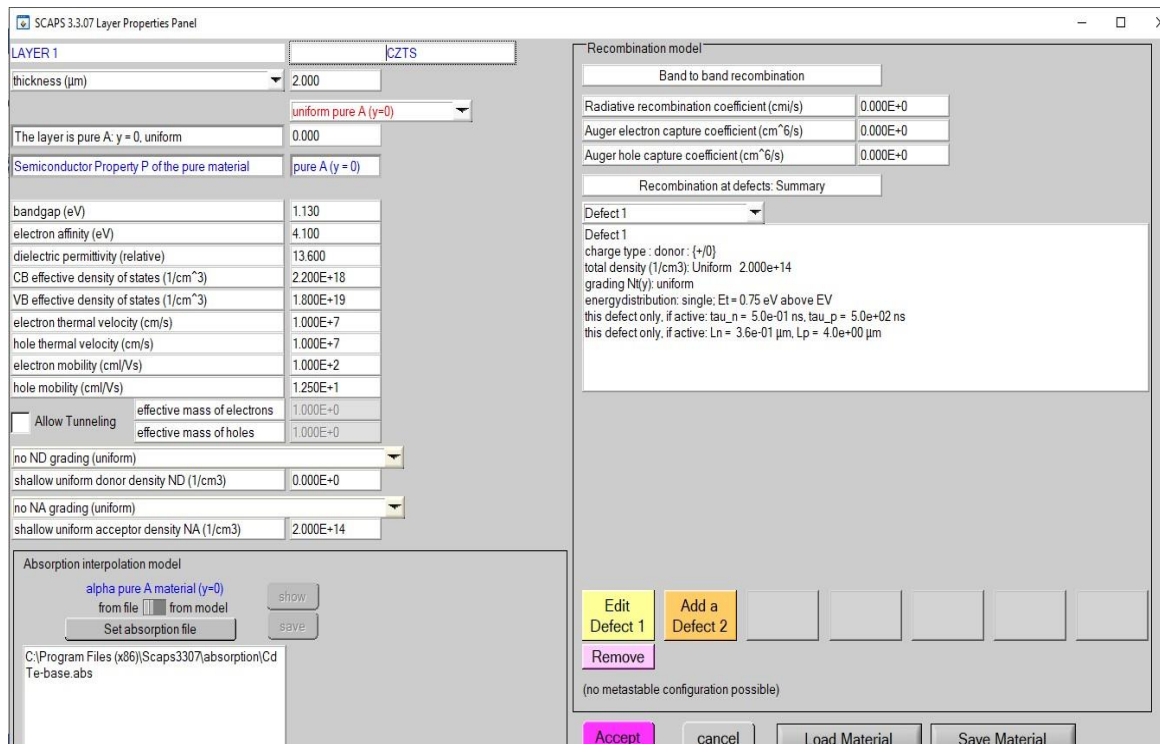 SCAPS 3.3.07 Layer Properties Panel
LAYER 1 CZTS
thickness (µm) 2.000
uniform pure A (y=0)
The layer is pure A: y = 0, uniform 0.000
Semiconductor Property P of the pure material pure A (y = 0)
bandgap (eV) 1.130
electron affinity (eV) 4.100
dielectric permittivity (relative) 13.600
CB effective density of states (1/cm^3) 2.200E+18
VB effective density of states (1/cm^3) 1.800E+19
electron thermal velocity (cm/s) 1.000E+7
hole thermal velocity (cm/s) 1.000E+7
electron mobility (cmI/Vs) 1.000E+2
hole mobility (cmI/Vs) 1.250E+1
Allow Tunneling
effective mass of electrons 1.000E+0
effective mass of holes 1.000E+0
no ND grading (uniform)
shallow uniform donor density ND (1/cm3) 0.000E+0
no NA grading (uniform)
shallow uniform acceptor density NA (1/cm3) 2.000E+14
Absorption interpolation model
alpha pure A material (y=0)
from file from model
show
Set absorption file
save
C:\Program Files (x86)\Scaps3307\absorption\Cd
Te-base.abs
Recombination model
Band to band recombination
Radiative recombination coefficient (cmi/s) 0.000E+0
Auger electron capture coefficient (cm^6/s) 0.000E+0
Auger hole capture coefficient (cm^6/s) 0.000E+0
Recombination at defects: Summary
Defect 1
Defect 1
charge type : donor : {+/0}
total density (1/cm3): Uniform 2.000e+14
grading Nt(y): uniform
energydistribution: single; Et = 0.75 eV above EV
this defect only, if active: tau_n = 5.0e-01 ns, tau_p = 5.0e+02 ns
this defect only, if active: Ln = 3.6e-01 µm, Lp = 4.0e+00 µm
Edit
Defect 1
Add a
Defect 2
Remove
(no metastable configuration possible)
Accept cancel Load Material Save Material